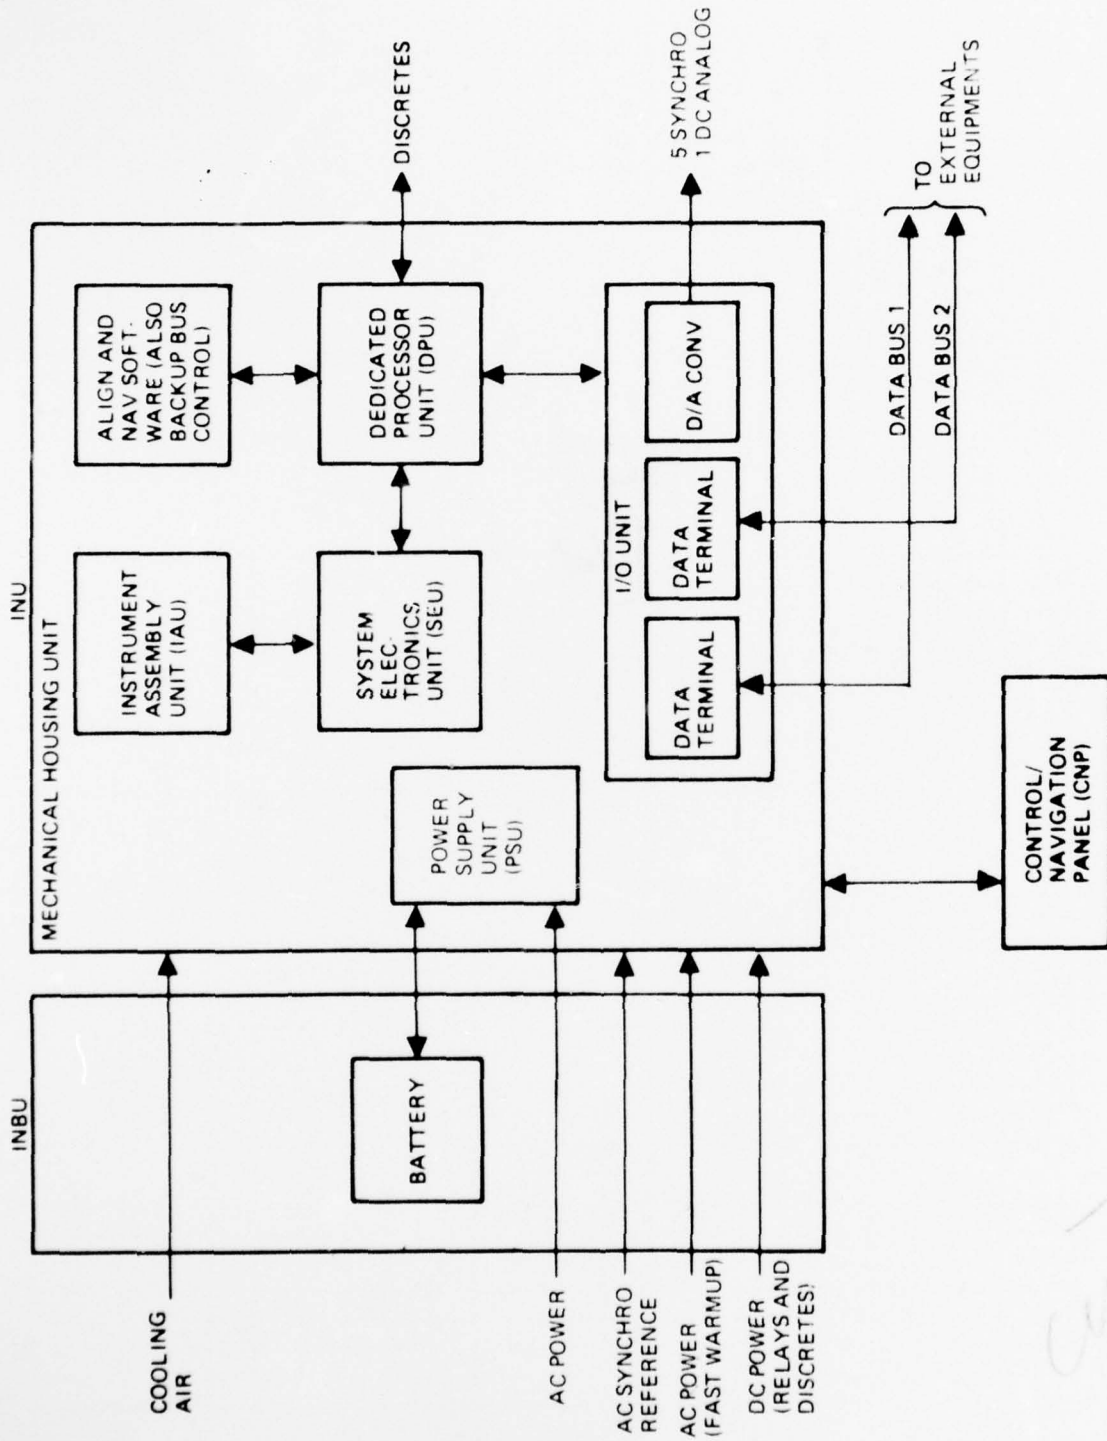 INBU
INU
MECHANICAL HOUSING UNIT
INSTRUMENT
ASSEMBLY
UNIT (IAU)
ALIGN AND
NAV SOFT-
WARE (ALSO
BACKUP BUS
CONTROL)
COOLING
AIR
BATTERY
POWER
SUPPLY
UNIT
(PSU)
SYSTEM
ELEC-
TRONICS
UNIT (SEU)
DEDICATED
PROCESSOR
UNIT (DPU)
DISCRETES
AC POWER
AC SYNCHRO
REFERENCE
AC POWER
(FAST WARMUP)
DC POWER
(RELAYS AND
DISCRETES)
I/O UNIT
DATA
TERMINAL
DATA
TERMINAL
D/A CONV
5 SYNCHRO
1 DC ANALOG
DATA BUS 1
DATA BUS 2
TO
EXTERNAL
EQUIPMENTS
CONTROL/
NAVIGATION
PANEL (CNP)